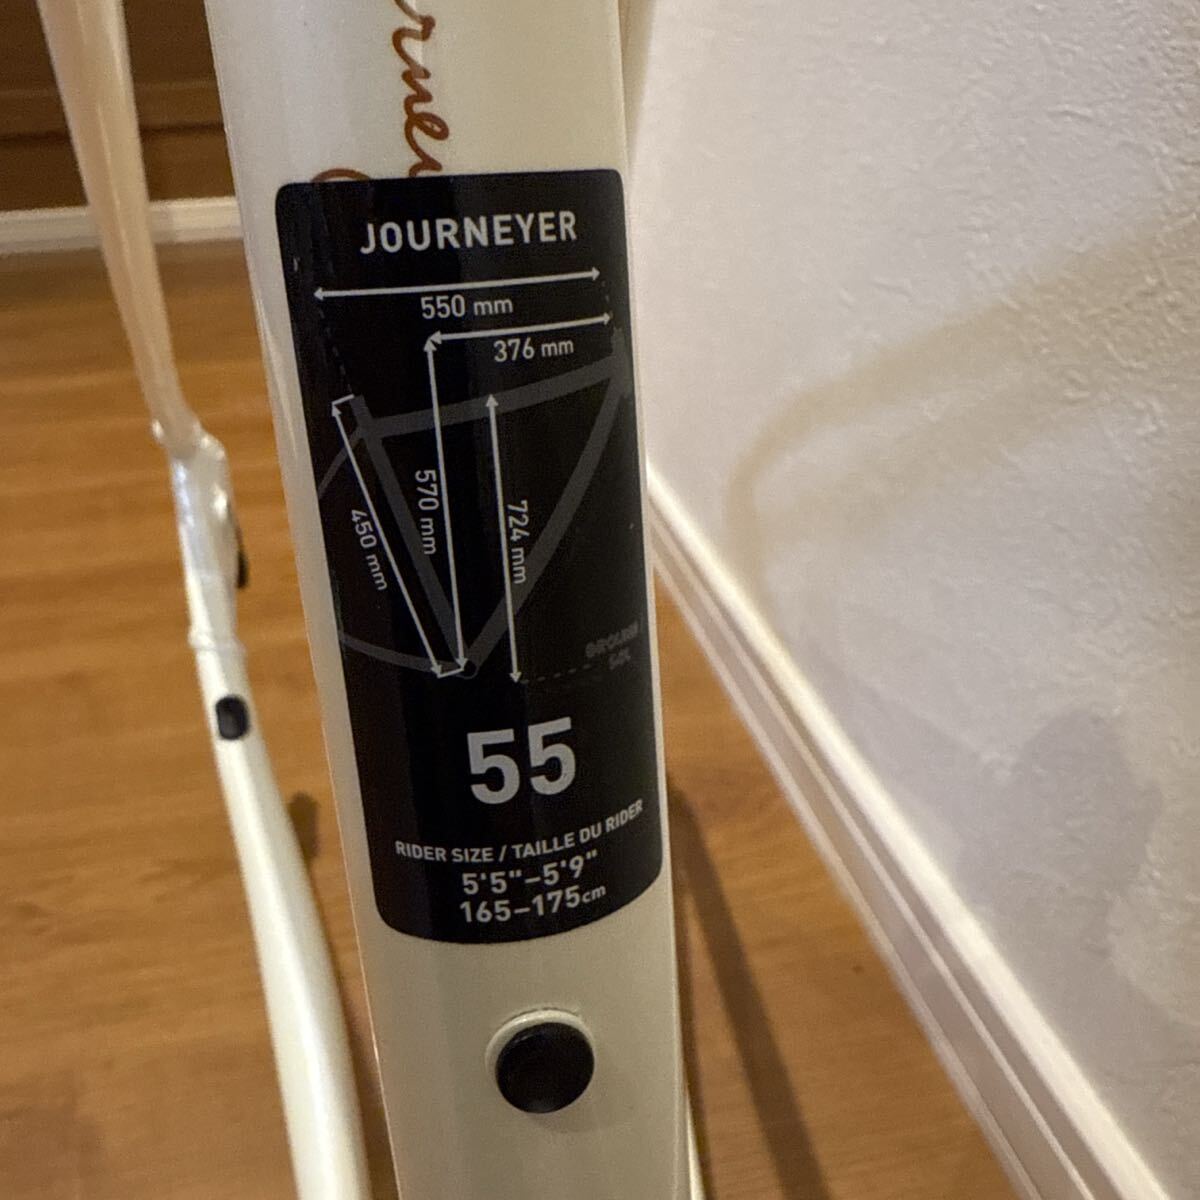 JOURNEYER
550 mm
376 mm
450 mm
570 mm
724 mm
55
RIDER SIZE / TAILLE DU RIDER
5'5"–5'9"
165–175cm